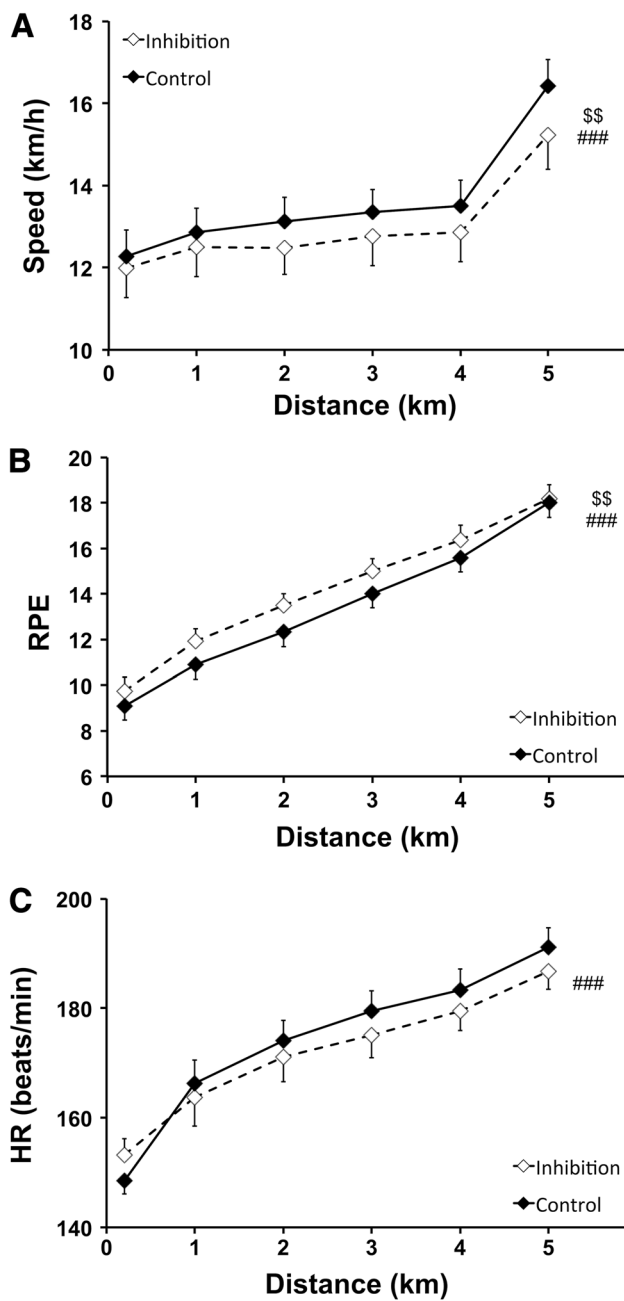 A
18
16
14
12
10
Speed (km/h)
Inhibition
Control
$$
###
0 1 2 3 4 5
Distance (km)
B
20
18
16
14
12
10
8
6
RPE
$$
###
Inhibition
Control
0 1 2 3 4 5
Distance (km)
C
200
180
160
140
HR (beats/min)
###
Inhibition
Control
0 1 2 3 4 5
Distance (km)